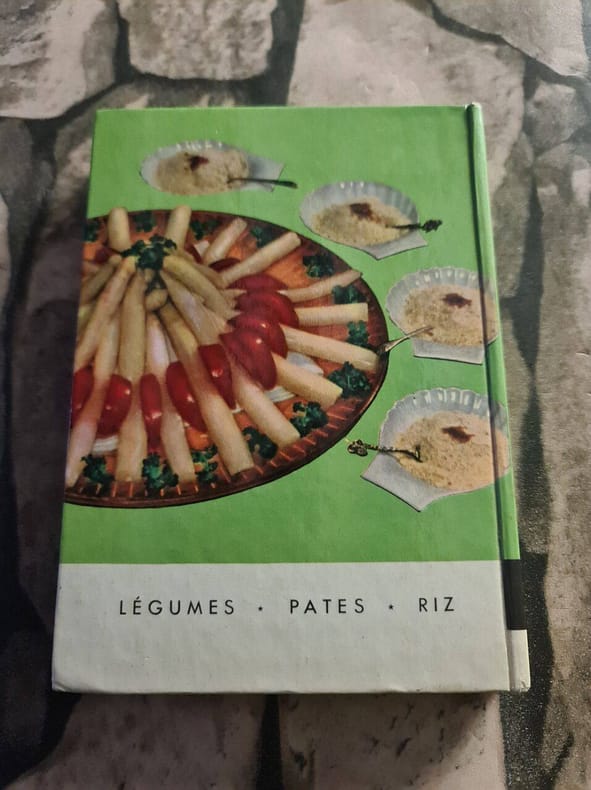 LÉGUMES ⋆ PATES ⋆ RIZ